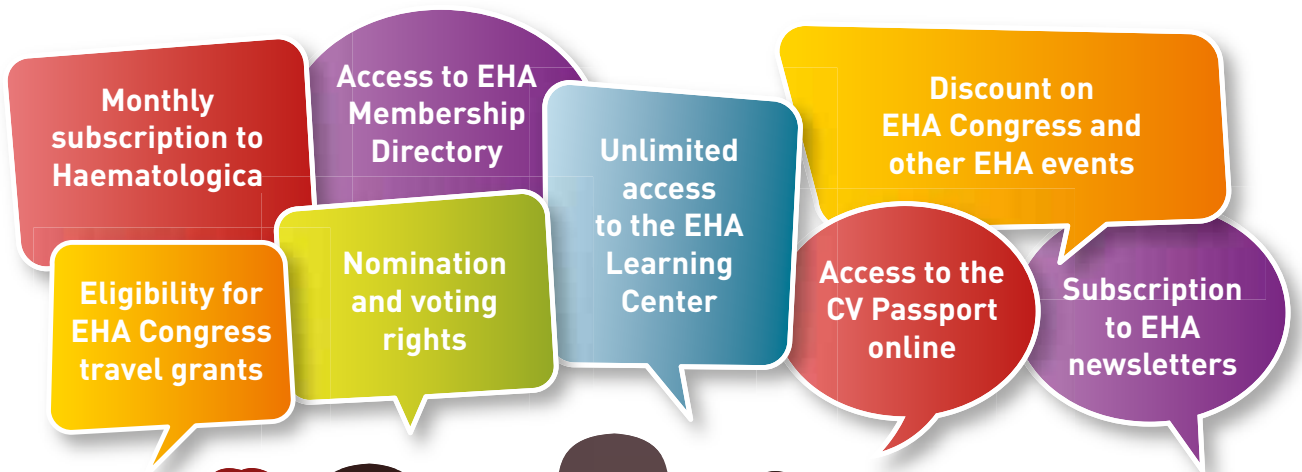 Monthly
subscription to
Haematologica
Access to EHA
Membership
Directory
Unlimited
access
to the EHA
Learning
Center
Discount on
EHA Congress and
other EHA events
Eligibility for
EHA Congress
travel grants
Nomination
and voting
rights
Access to the
CV Passport
online
Subscription
to EHA
newsletters